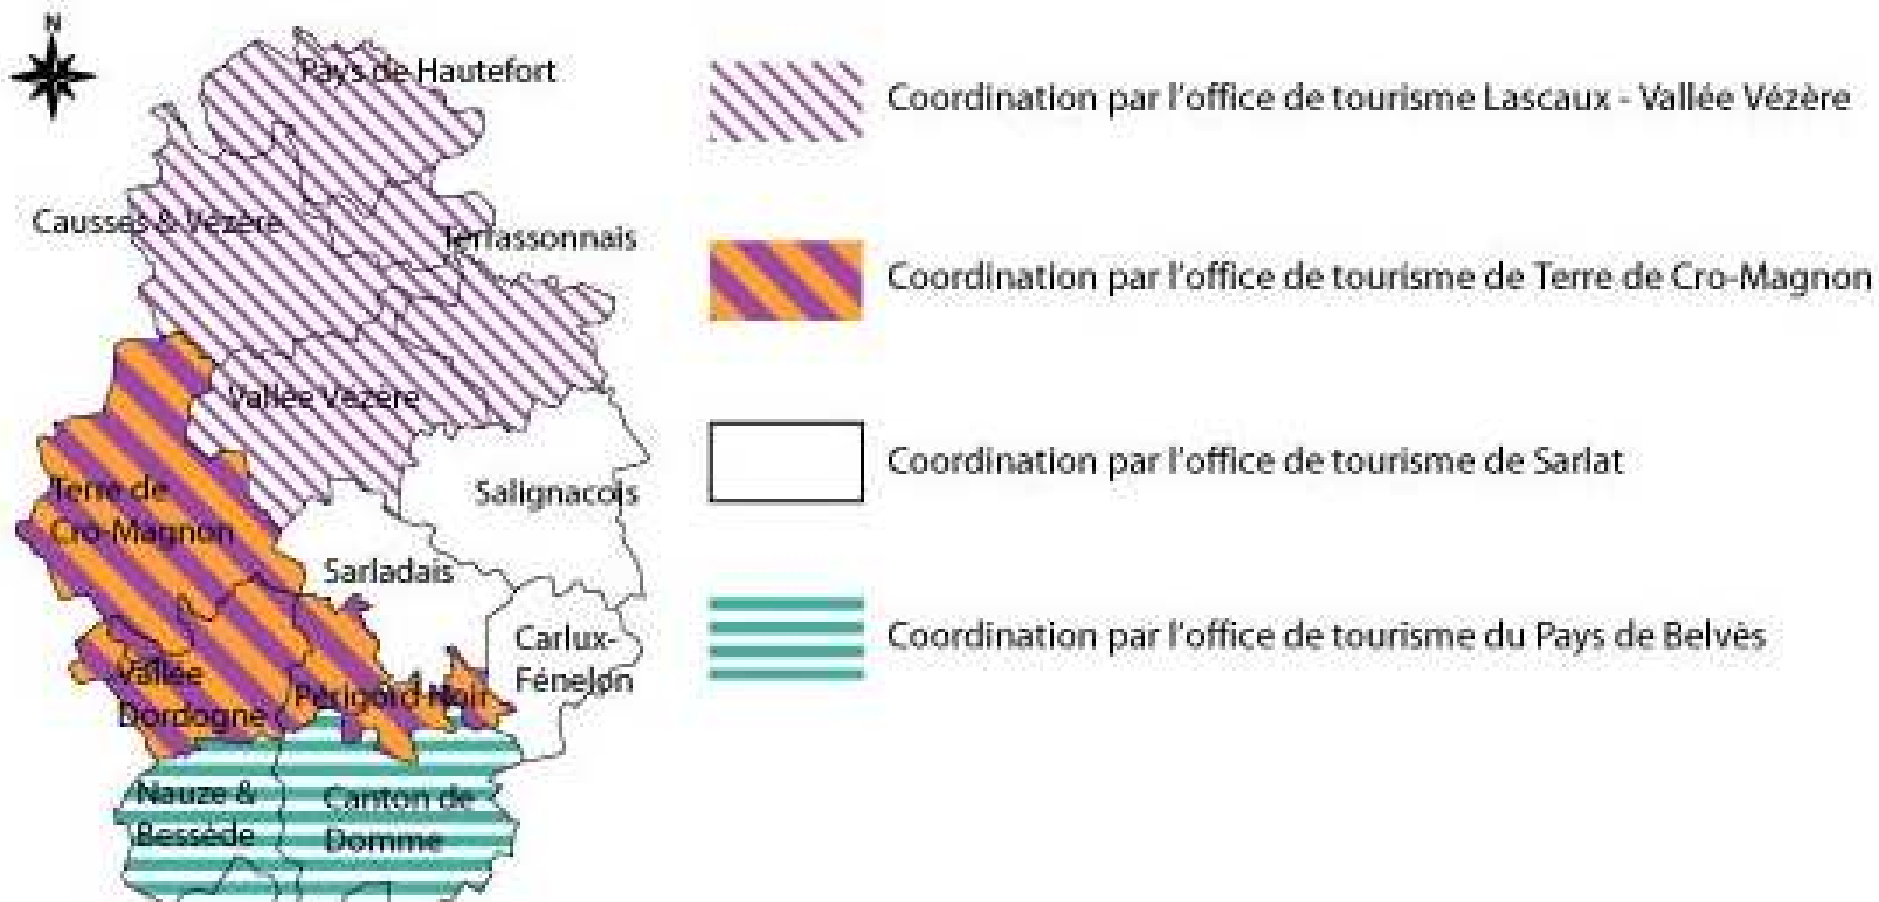 N
Pays de Hautefort
Causses & Vézère
Terrassonnais
Vallée Vézère
Terre de
Cro-Magnon
Salignacois
Sarladais
Carlux-
Fénelon
Vallée
Dordogne
Périgord Noir
Nauze &
Bessède
Canton de
Domme
Coordination par l'office de tourisme Lascaux - Vallée Vézère
Coordination par l'office de tourisme de Terre de Cro-Magnon
Coordination par l'office de tourisme de Sarlat
Coordination par l'office de tourisme du Pays de Belvès